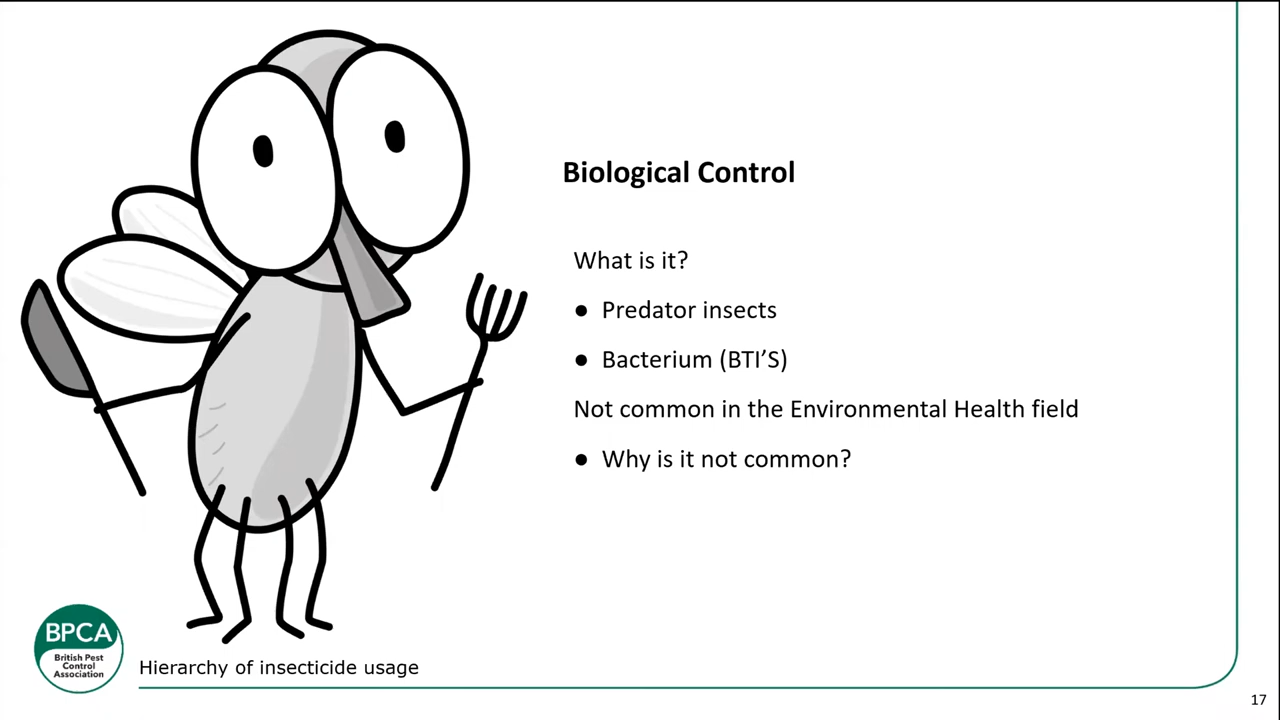 Biological Control
What is it?
● Predator insects
● Bacterium (BTI’S)
Not common in the Environmental Health field
● Why is it not common?
BPCA
British Pest
Control
Association
Hierarchy of insecticide usage
17